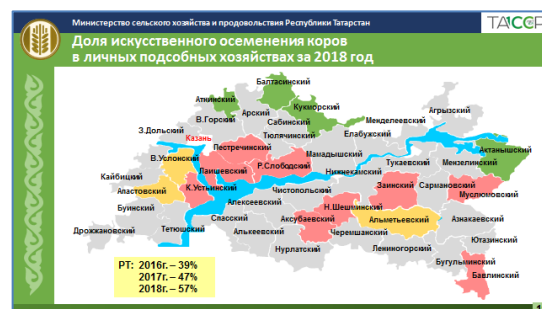 Министерство сельского хозяйства и продовольствия Республики Татарстан
ТАССР
Доля искусственного осеменения коров
в личных подсобных хозяйствах за 2018 год
Балтасинский
Атнинский
Кукморский
Арский
В.Горский
Сабинский
Агрызский
Менделеевский
З.Дольский
Казань
Тюлячинский
Елабужский
Пестречинский
Актанышский
В.Услонский
Мамадышский
Тукаевский
Мензелинский
Лаишевский
Р.Слободский
Нижнекамский
Кайбицкий
Заинский
Сармановский
Апастовский
К.Устьинский
Чистопольский
Муслюмовский
Алексеевский
Н.Шешминский
Буинский
Спасский
Аксубаевский
Альметьевский
Азнакаевский
Дрожжановский
Тетюшский
Алькеевский
Черемшанский
Ютазинский
Нурлатский
Лениногорский
Бугульминский
Бавлинский
РТ: 2016г. – 39%
2017г. – 47%
2018г. – 57%
1